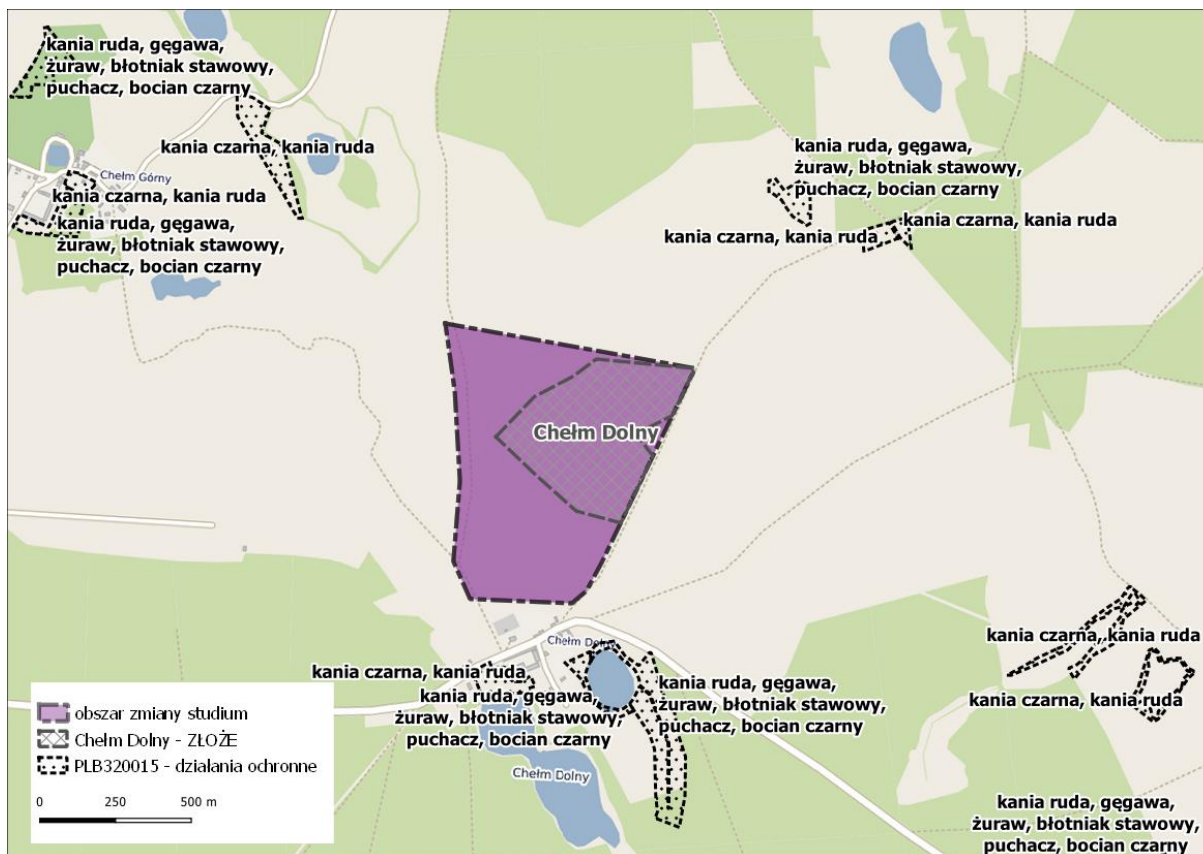 kania ruda, gęgawa,
żuraw, błotniak stawowy,
puchacz, bocian czarny
kania czarna, kania ruda
Chełm Górny
kania czarna, kania ruda
kania ruda, gęgawa,
żuraw, błotniak stawowy,
puchacz, bocian czarny
kania ruda, gęgawa,
żuraw, błotniak stawowy,
puchacz, bocian czarny
kania czarna, kania ruda
kania czarna, kania ruda
Chełm Dolny
Chełm Dolny
kania czarna, kania ruda
kania ruda, gęgawa,
żuraw, błotniak stawowy,
puchacz, bocian czarny
kania ruda, gęgawa,
żuraw, błotniak stawowy,
puchacz, bocian czarny
Chełm Dolny
kania czarna, kania ruda
kania czarna, kania ruda
kania ruda, gęgawa,
żuraw, błotniak stawowy,
puchacz, bocian czarny
obszar zmiany studium
Chełm Dolny - ZŁOŻE
PLB320015 - działania ochronne
0 250 500 m